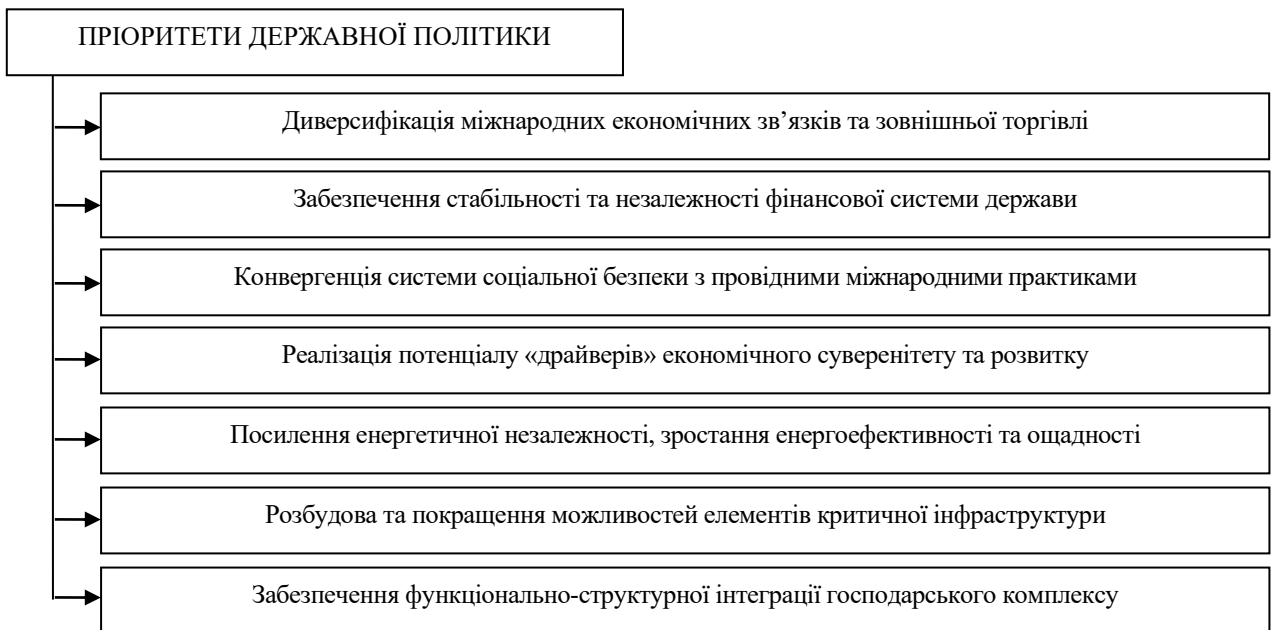 ПРІОРИТЕТИ ДЕРЖАВНОЇ ПОЛІТИКИ
Диверсифікація міжнародних економічних зв’язків та зовнішньої торгівлі
Забезпечення стабільності та незалежності фінансової системи держави
Конвергенція системи соціальної безпеки з провідними міжнародними практиками
Реалізація потенціалу «драйверів» економічного суверенітету та розвитку
Посилення енергетичної незалежності, зростання енергоефективності та ощадності
Розбудова та покращення можливостей елементів критичної інфраструктури
Забезпечення функціонально-структурної інтеграції господарського комплексу